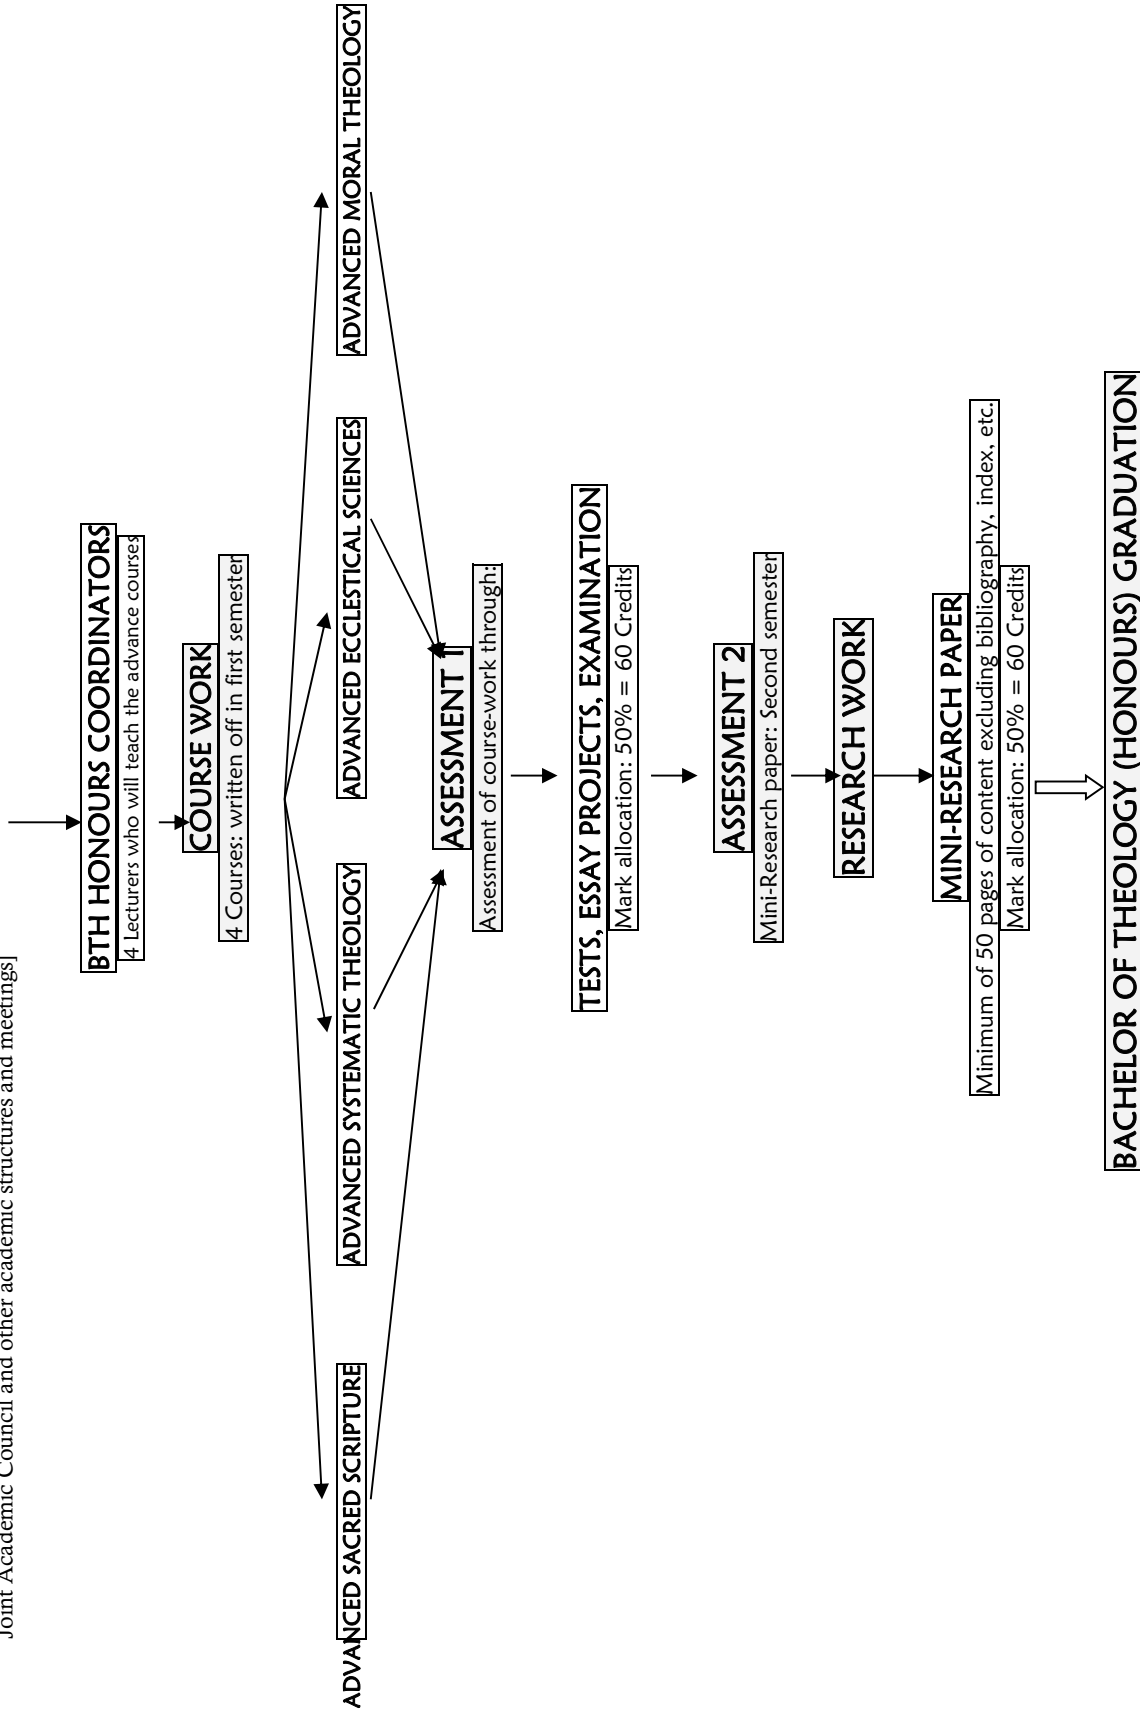 Joint Academic Council and other academic structures and meetings]
BTH HONOURS COORDINATORS
4 Lecturers who will teach the advance courses
COURSE WORK
4 Courses: written off in first semester
ADVANCED SACRED SCRIPTURE
ADVANCED SYSTEMATIC THEOLOGY
ADVANCED ECCLESTICAL SCIENCES
ADVANCED MORAL THEOLOGY
ASSESSMENT 1
Assessment of course-work through:
TESTS, ESSAY PROJECTS, EXAMINATION
Mark allocation: 50% = 60 Credits
ASSESSMENT 2
Mini-Research paper: Second semester
RESEARCH WORK
MINI-RESEARCH PAPER
Minimum of 50 pages of content excluding bibliography, index, etc.
Mark allocation: 50% = 60 Credits
BACHELOR OF THEOLOGY (HONOURS) GRADUATION